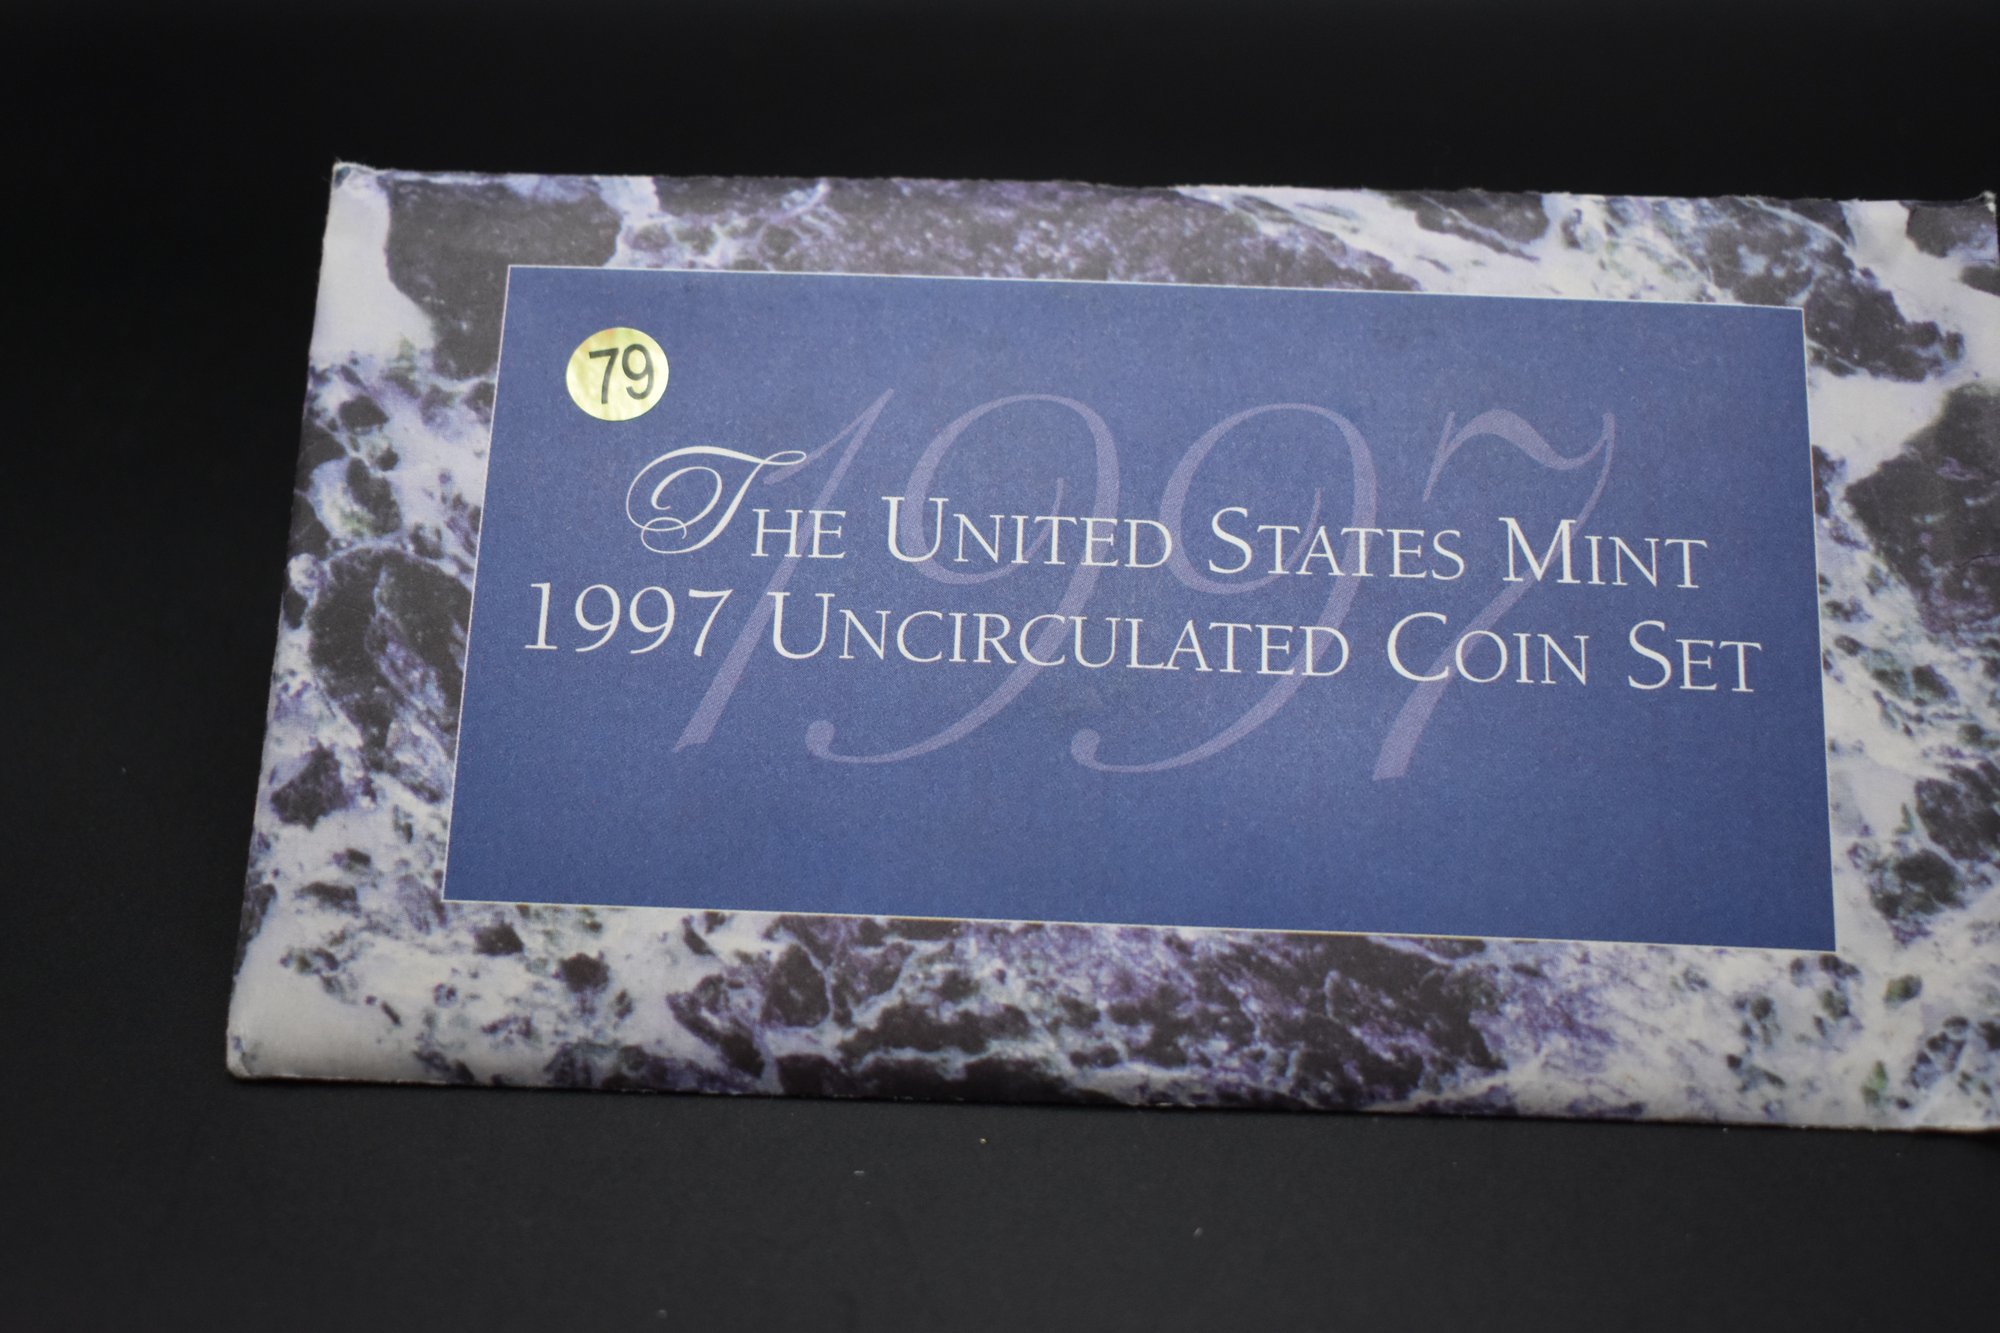 79
1997
The United States Mint
1997 Uncirculated Coin Set